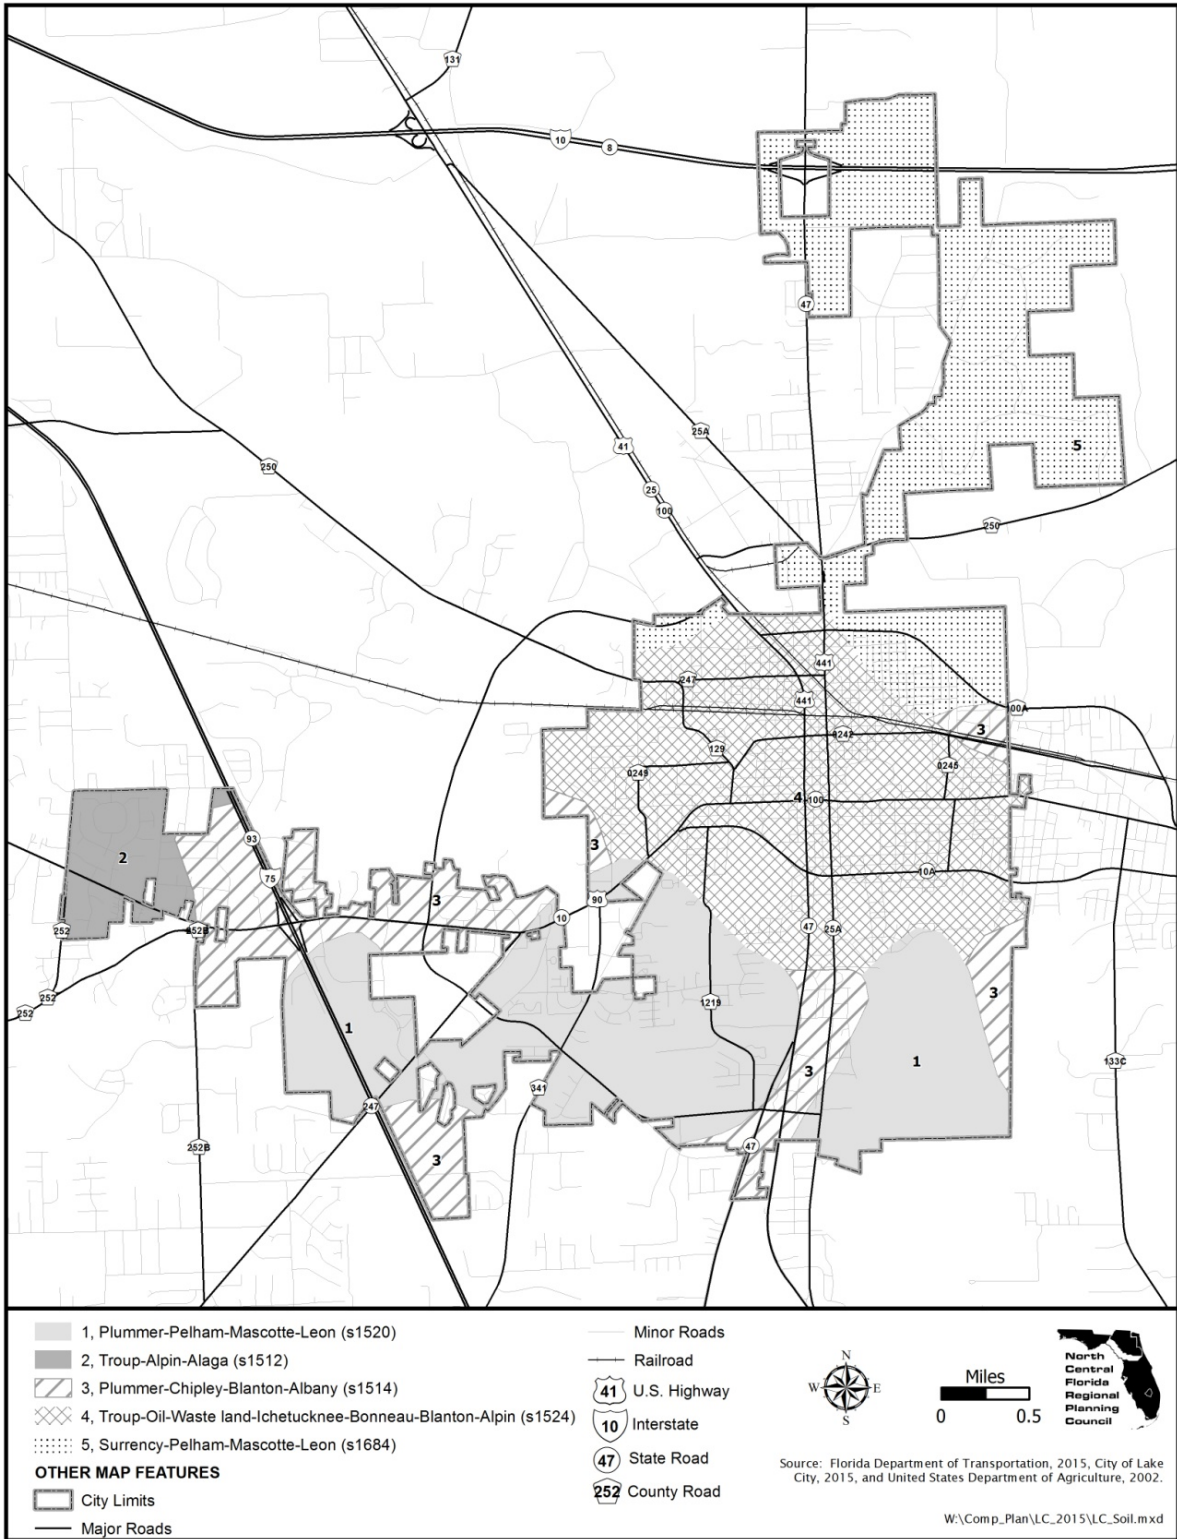 131
10
8
47
25A
41
5
250
25
100
250
441
247
441
00A
3
129
0242
0249
0245
4
100
93
3
2
10A
75
3
90
10
252
252B
47
25A
252
252
1
1219
3
1
3
133C
341
247
47
252B
3
1, Plummer-Pelham-Mascotte-Leon (s1520)
2, Troup-Alpin-Alaga (s1512)
3, Plummer-Chipley-Blanton-Albany (s1514)
4, Troup-Oil-Waste land-Ichetucknee-Bonneau-Blanton-Alpin (s1524)
5, Surrency-Pelham-Mascotte-Leon (s1684)
OTHER MAP FEATURES
City Limits
Major Roads
Minor Roads
Railroad
41 U.S. Highway
10 Interstate
47 State Road
252 County Road
N
W E
S
Miles
0 0.5
North
Central
Florida
Regional
Planning
Council
Source: Florida Department of Transportation, 2015, City of Lake
City, 2015, and United States Department of Agriculture, 2002.
W:\Comp_Plan\LC_2015\LC_Soil.mxd